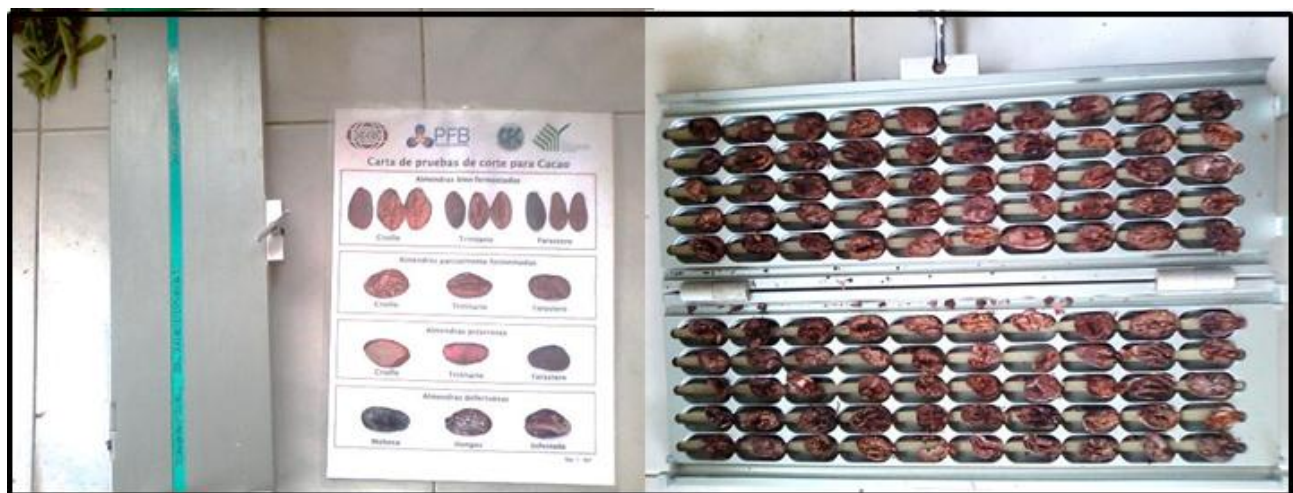 PFB
Carta de pruebas de corte para Cacao
Almendras bien fermentadas
Criollo Trinitario Forastero
Almendras parcialmente fermentadas
Criollo Trinitario Forastero
Almendras pizarrosas
Criollo Trinitario Forastero
Almendras defectuosas
Mohosa Hongos Infestada